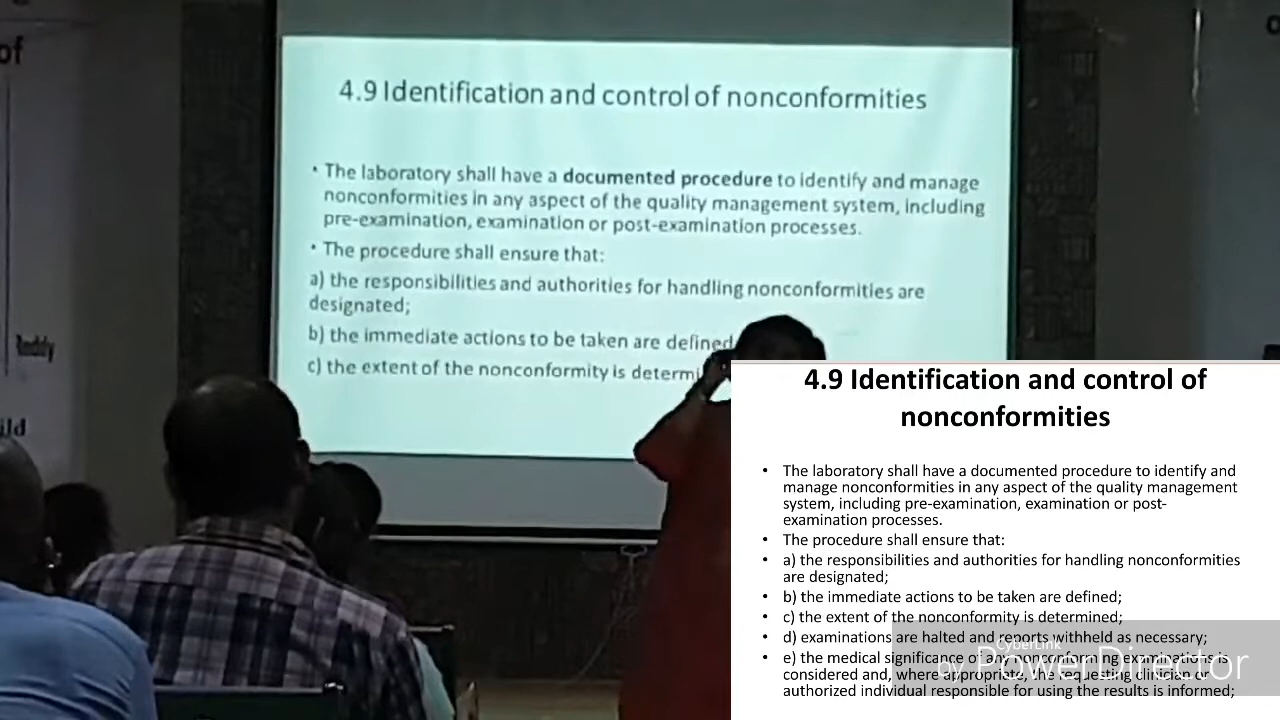 of
4.9 Identification and control of nonconformities
• The laboratory shall have a documented procedure to identify and manage
nonconformities in any aspect of the quality management system, including
pre-examination, examination or post-examination processes.
• The procedure shall ensure that:
a) the responsibilities and authorities for handling nonconformities are
designated;
b) the immediate actions to be taken are defined
c) the extent of the nonconformity is determi
Reddy
ild
4.9 Identification and control of
nonconformities
• The laboratory shall have a documented procedure to identify and
manage nonconformities in any aspect of the quality management
system, including pre-examination, examination or post-
examination processes.
• The procedure shall ensure that:
• a) the responsibilities and authorities for handling nonconformities
are designated;
• b) the immediate actions to be taken are defined;
• c) the extent of the nonconformity is determined;
• d) examinations are halted and reports withheld as necessary;
• e) the medical significance of any nonconforming examinations is
considered and, where appropriate, the requesting clinician or
authorized individual responsible for using the results is informed;
CyberLink
by PowerDirector